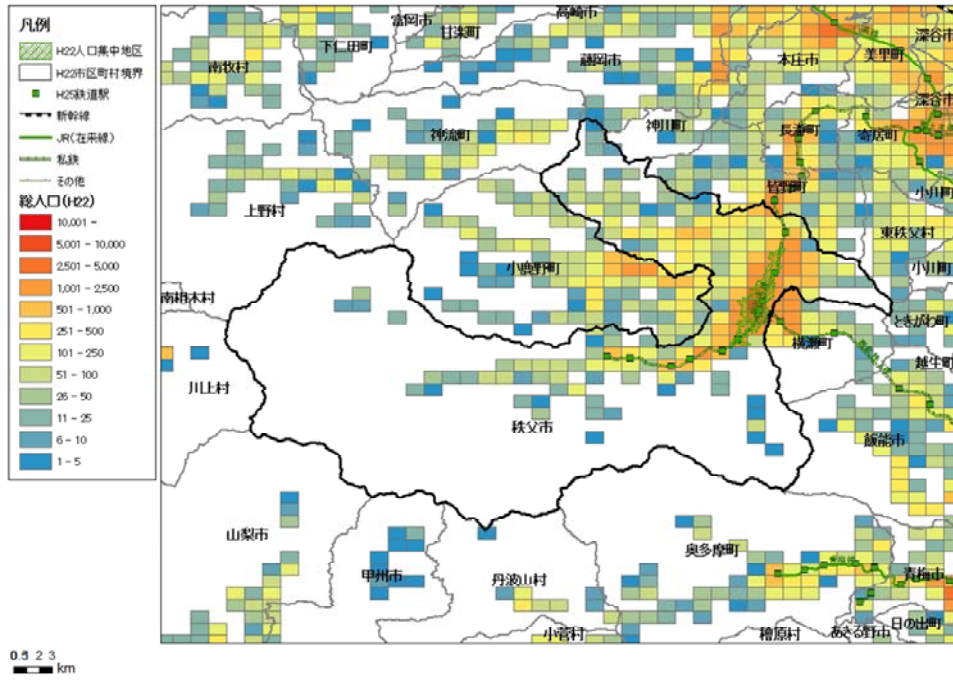 凡例
H22人口集中地区
H22市区町村境界
H25鉄道駅
新幹線
JR(在来線)
私鉄
その他
総人口(H22)
10,001 -
5,001 - 10,000
2,501 - 5,000
1,001 - 2,500
501 - 1,000
251 - 500
101 - 250
51 - 100
26 - 50
11 - 25
6 - 10
1 - 5
富岡市
高崎市
甘楽町
下仁田町
深谷市
南牧村
藤岡市
本庄市
美里町
深谷市
神流町
神川町
長瀞町
寄居町
皆野町
小川町
上野村
東秩父村
小鹿野町
小川町
南相木村
ときがわ町
横瀬町
越生町
川上村
秩父市
飯能市
山梨市
奥多摩町
甲州市
丹波山村
青梅市
小菅村
檜原村
あきる野市
日の出町
km